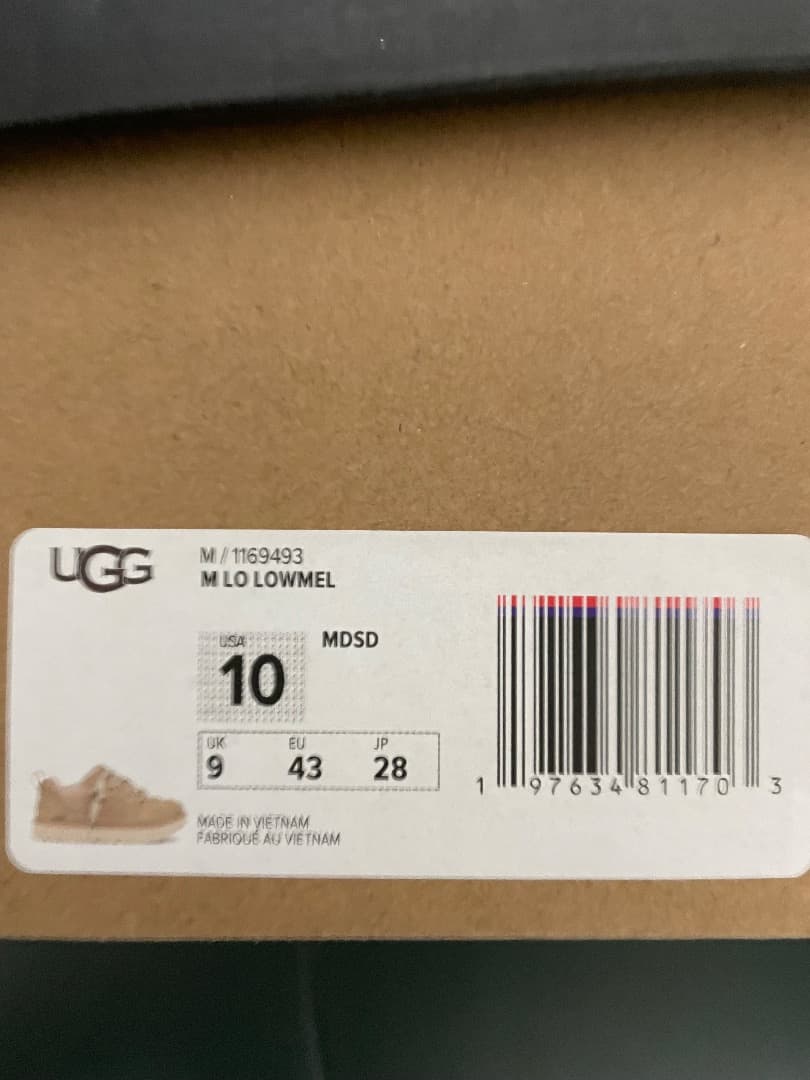 UGG
M / 1169493
M LO LOWMEL
USA
10
MDSD
UK EU JP
9 43 28
MADE IN VIETNAM
FABRIQUÉ AU VIETNAM
1 97634 81170 3